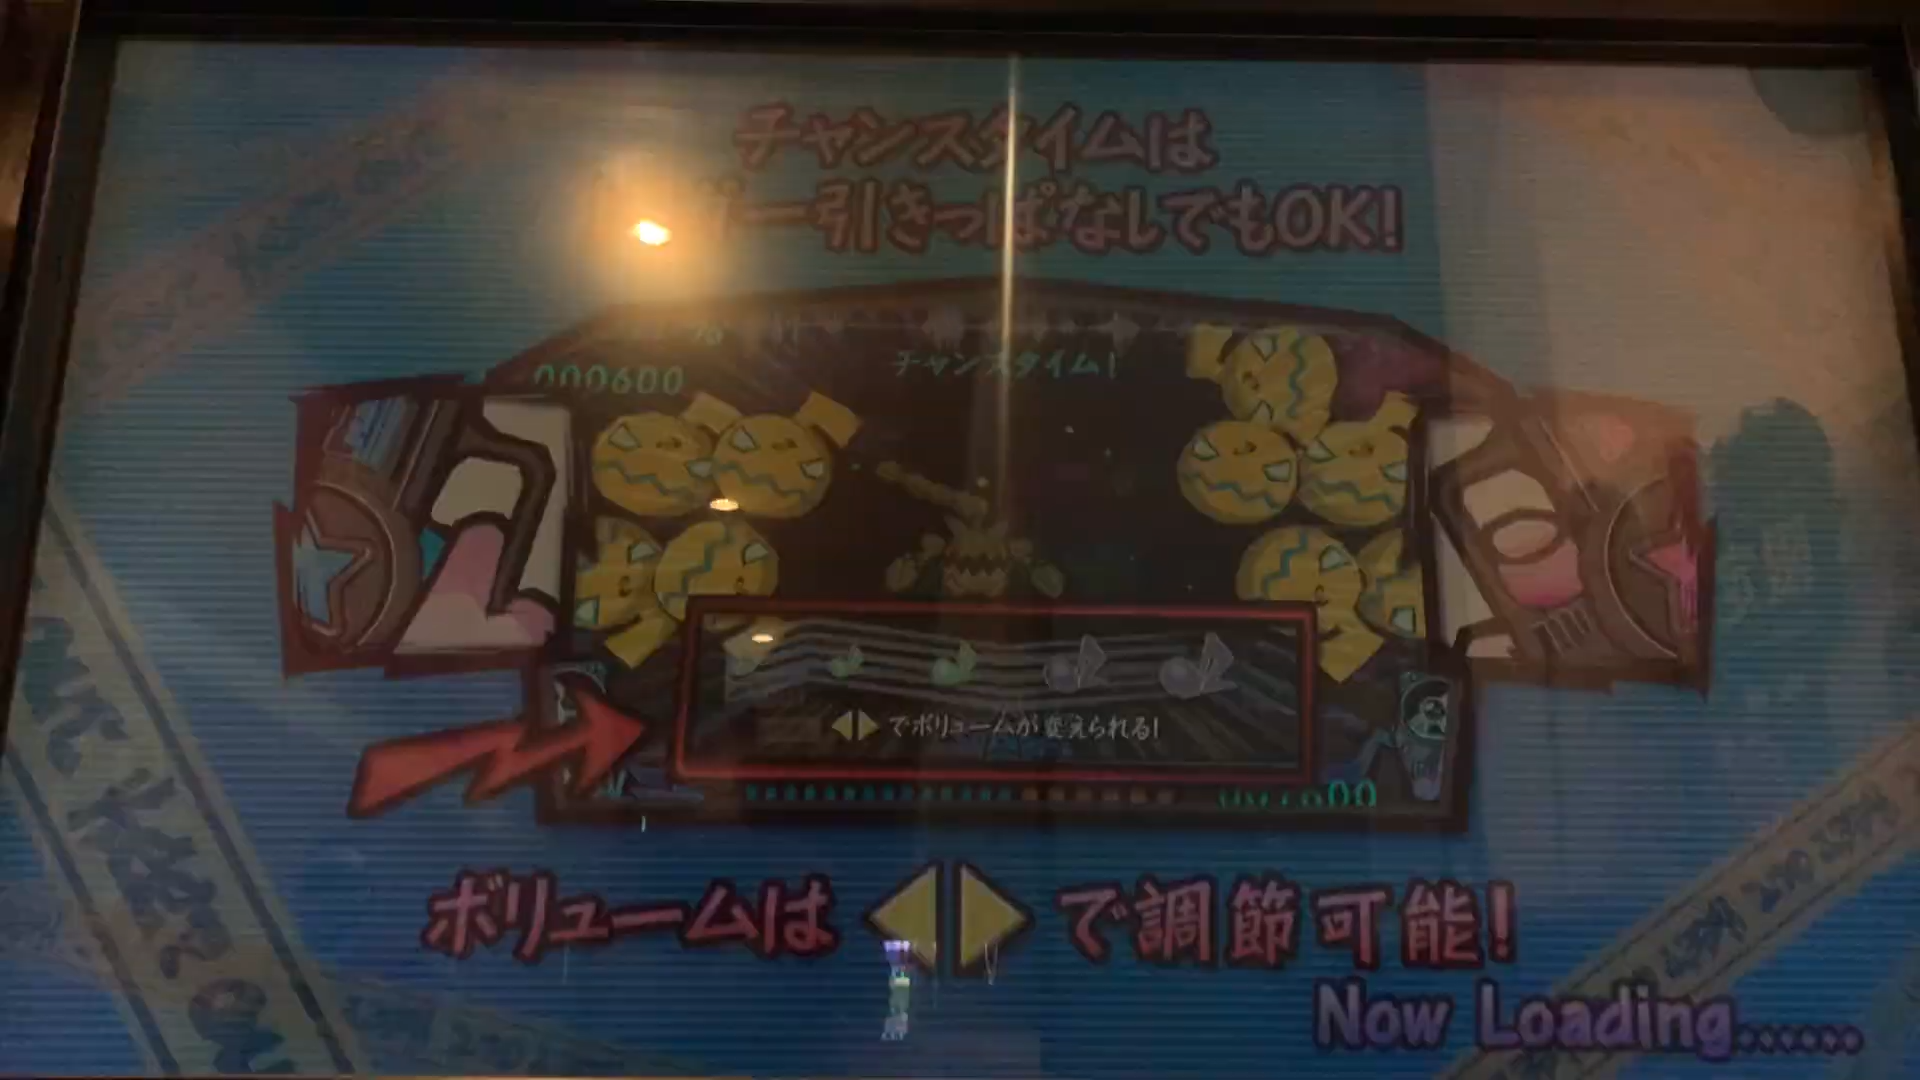 チャンスタイムは
ー引きっぱなしでもOK!
000600
チャンスタイム!
◀▶でボリュームが変えられる!
ボリュームは◀▶で調節可能!
Now Loading......